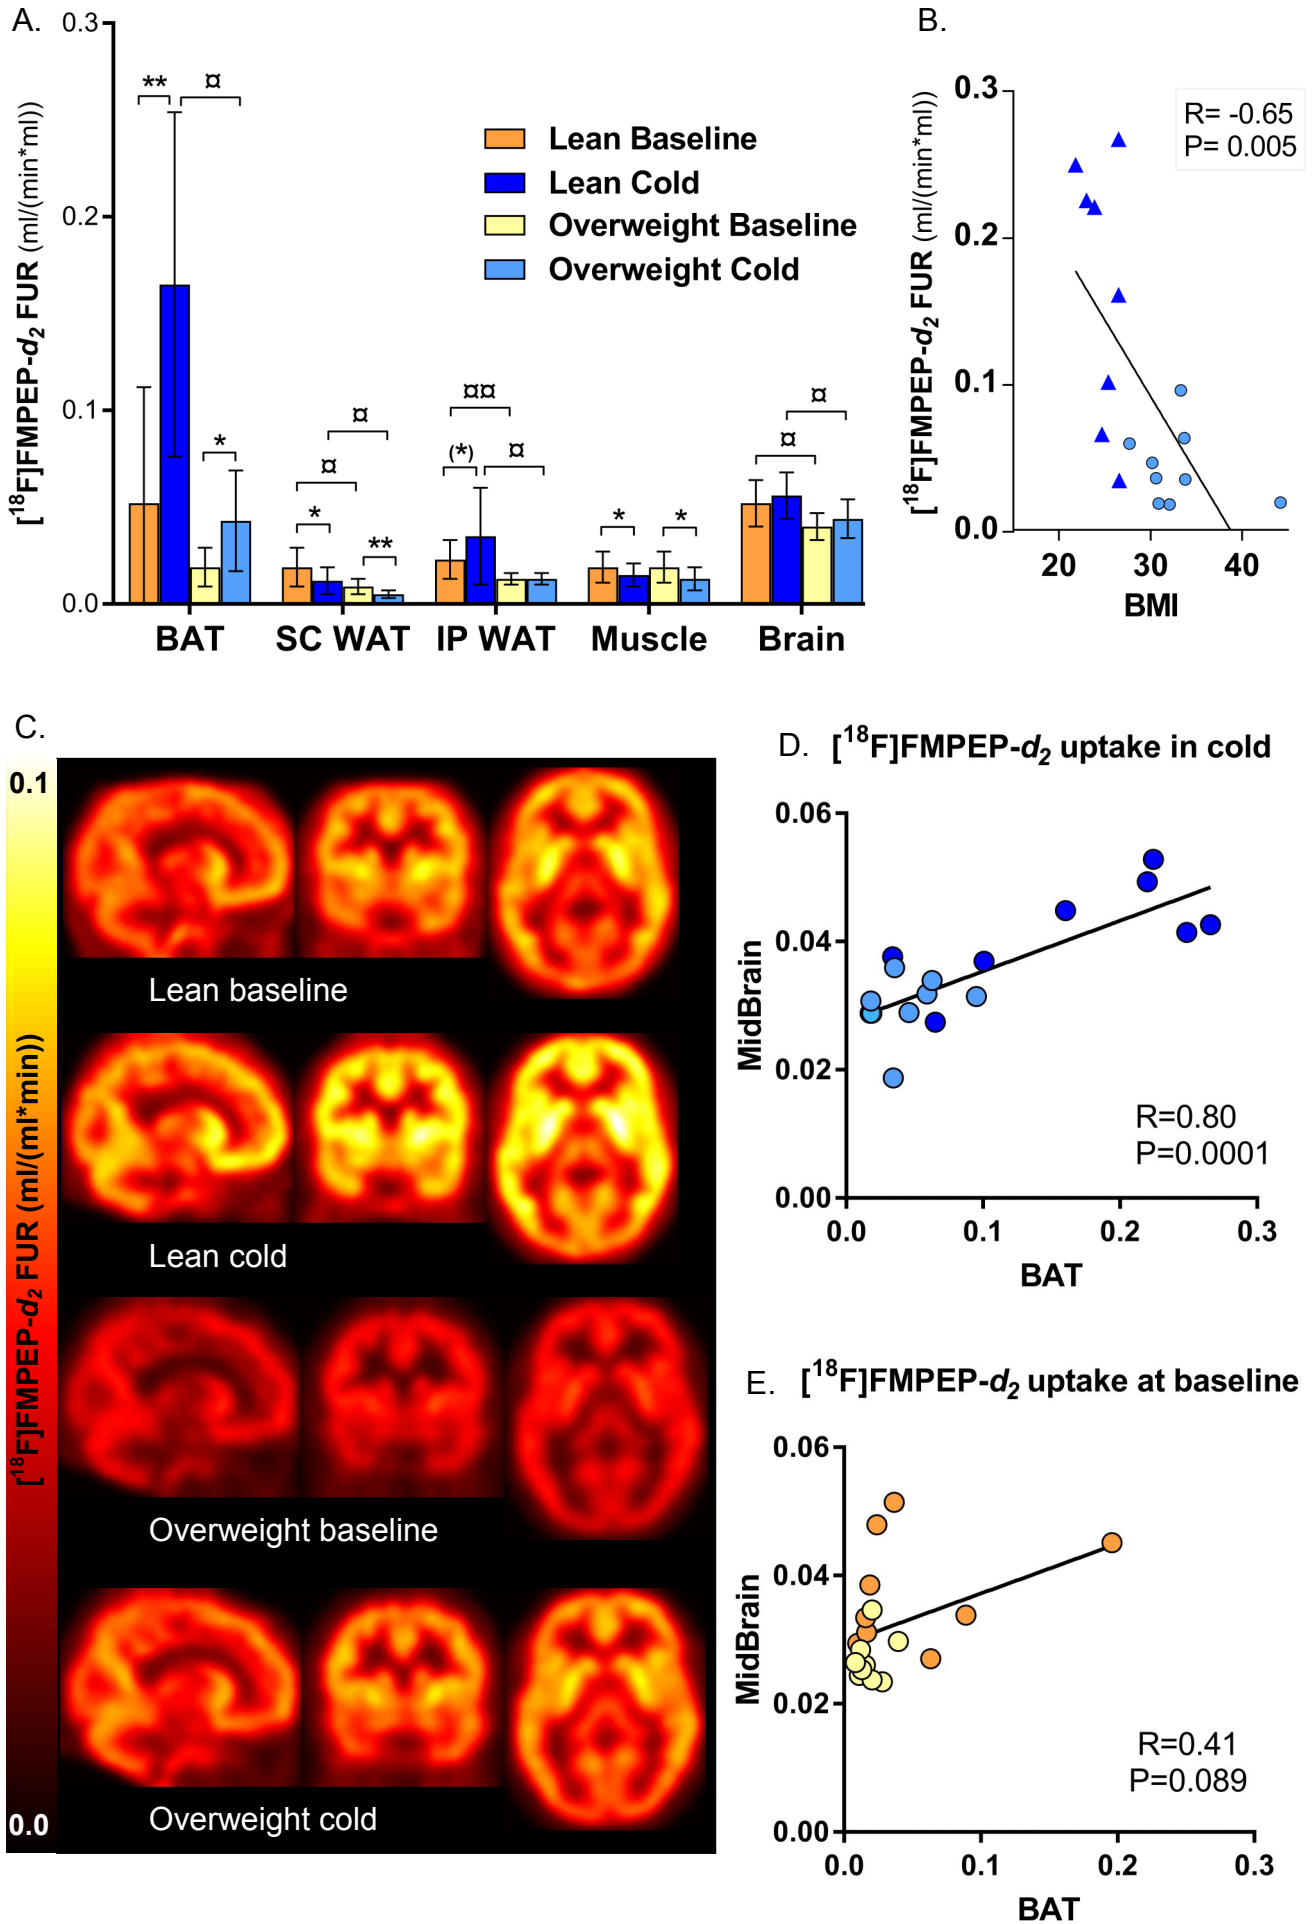 A.
0.3
0.2
0.1
0.0
[18F]FMPEP-d2 FUR (ml/(min*ml))
** ¤
*
¤
¤
*
**
¤¤
(*) ¤
* *
¤
¤
Lean Baseline
Lean Cold
Overweight Baseline
Overweight Cold
BAT SC WAT IP WAT Muscle Brain
B.
R= -0.65
P= 0.005
0.3
0.2
0.1
0.0
[18F]FMPEP-d2 FUR (ml/(min*ml))
20 30 40
BMI
C.
0.1
[18F]FMPEP-d2 FUR (ml/(ml*min))
0.0
Lean baseline
Lean cold
Overweight baseline
Overweight cold
D. [18F]FMPEP-d2 uptake in cold
0.06
0.04
0.02
0.00
MidBrain
R=0.80
P=0.0001
0.0 0.1 0.2 0.3
BAT
E. [18F]FMPEP-d2 uptake at baseline
0.06
0.04
0.02
0.00
MidBrain
R=0.41
P=0.089
0.0 0.1 0.2 0.3
BAT